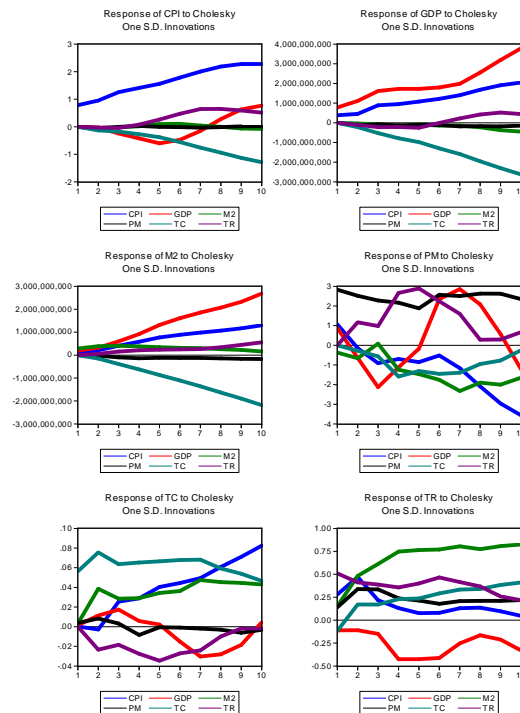 Response of CPI to Cholesky
One S.D. Innovations
3
2
1
0
-1
-2
1 2 3 4 5 6 7 8 9 10
CPI GDP M2
PM TC TR
Response of GDP to Cholesky
One S.D. Innovations
4,000,000,000
3,000,000,000
2,000,000,000
1,000,000,000
0
-1,000,000,000
-2,000,000,000
-3,000,000,000
1 2 3 4 5 6 7 8 9 10
CPI GDP M2
PM TC TR
Response of M2 to Cholesky
One S.D. Innovations
3,000,000,000
2,000,000,000
1,000,000,000
0
-1,000,000,000
-2,000,000,000
-3,000,000,000
1 2 3 4 5 6 7 8 9 10
CPI GDP M2
PM TC TR
Response of PM to Cholesky
One S.D. Innovations
3
2
1
0
-1
-2
-3
-4
1 2 3 4 5 6 7 8 9 1
CPI GDP M2
PM TC TR
Response of TC to Cholesky
One S.D. Innovations
.10
.08
.06
.04
.02
.00
-.02
-.04
1 2 3 4 5 6 7 8 9 10
CPI GDP M2
PM TC TR
Response of TR to Cholesky
One S.D. Innovations
1.00
0.75
0.50
0.25
0.00
-0.25
-0.50
1 2 3 4 5 6 7 8 9 10
CPI GDP M2
PM TC TR